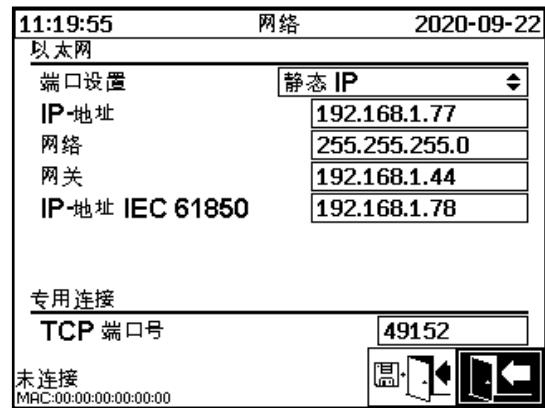 11:19:55 网络 2020-09-22
以太网
端口设置 静态 IP
IP-地址 192.168.1.77
网络 255.255.255.0
网关 192.168.1.44
IP-地址 IEC 61850 192.168.1.78
专用连接
TCP 端口号 49152
未连接
MAC:00:00:00:00:00:00